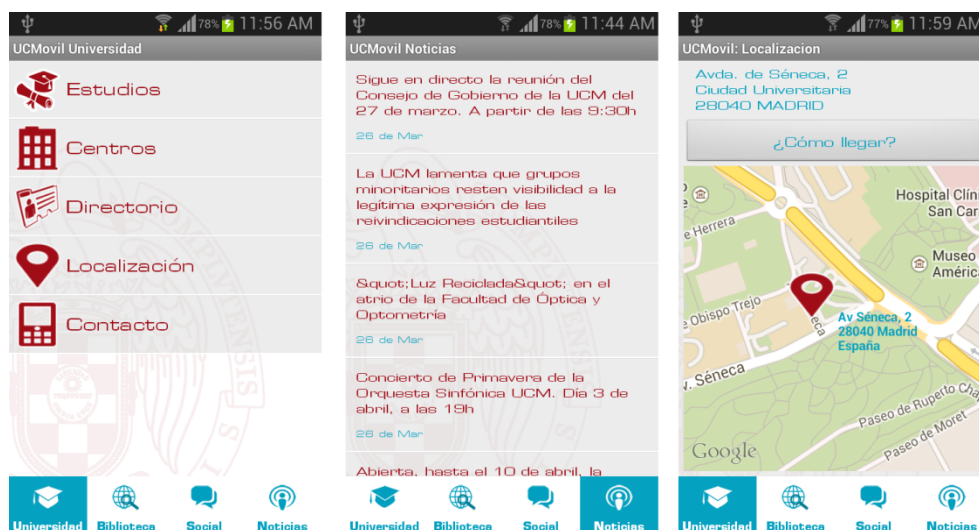 78% 11:56 AM
UCMovil Universidad
Estudios
Centros
Directorio
Localización
Contacto
Universidad Biblioteca Social Noticias
78% 11:44 AM
UCMovil Noticias
Sigue en directo la reunión del
Consejo de Gobierno de la UCM del
27 de marzo. A partir de las 9:30h
26 de Mar
La UCM lamenta que grupos
minoritarios resten visibilidad a la
legítima expresión de las
reivindicaciones estudiantiles
26 de Mar
&quot;Luz Reciclada&quot; en el
atrio de la Facultad de Óptica y
Optometría
26 de Mar
Concierto de Primavera de la
Orquesta Sinfónica UCM. Día 3 de
abril, a las 19h
26 de Mar
Abierta, hasta el 10 de abril, la
Universidad Biblioteca Social Noticias
77% 11:59 AM
UCMovil: Localizacion
Avda. de Séneca, 2
Ciudad Universitaria
28040 MADRID
¿Cómo llegar?
Hospital Clíni
San Car
e Herrera
Museo
Améric
e Obispo Trejo
eca
Av Séneca, 2
28040 Madrid
España
v. Séneca
Paseo de Ruperto Cha
Paseo de Moret
Google
Universidad Biblioteca Social Noticias